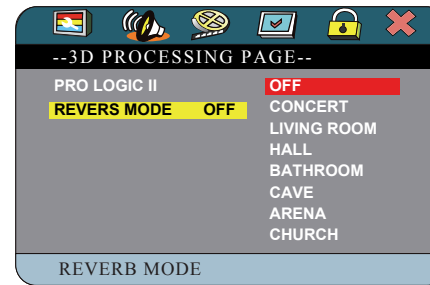 --3D PROCESSING PAGE--
PRO LOGIC II
REVERS MODE OFF
OFF
CONCERT
LIVING ROOM
HALL
BATHROOM
CAVE
ARENA
CHURCH
REVERB MODE